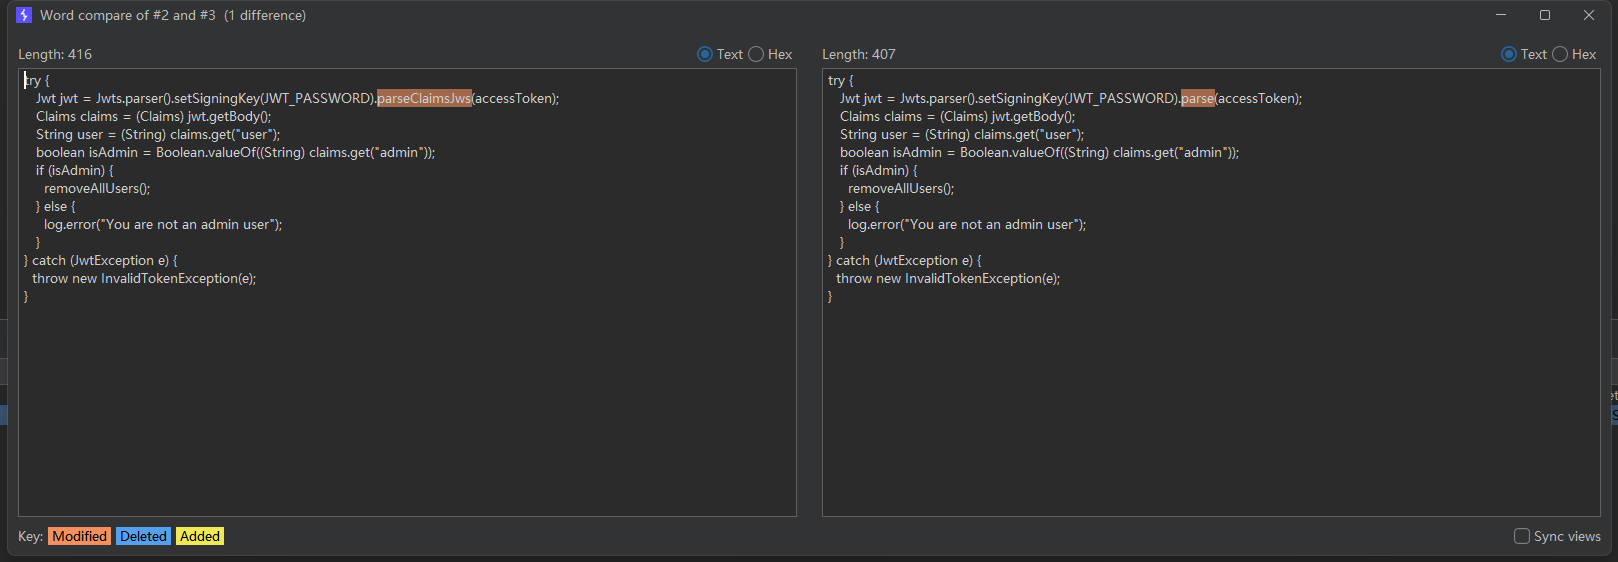 Word compare of #2 and #3 (1 difference)
Length: 416 Text Hex
try {
Jwt jwt = Jwts.parser().setSigningKey(JWT_PASSWORD).parseClaimsJws(accessToken);
Claims claims = (Claims) jwt.getBody();
String user = (String) claims.get("user");
boolean isAdmin = Boolean.valueOf((String) claims.get("admin"));
if (isAdmin) {
removeAllUsers();
} else {
log.error("You are not an admin user");
}
} catch (JwtException e) {
throw new InvalidTokenException(e);
}
Length: 407 Text Hex
try {
Jwt jwt = Jwts.parser().setSigningKey(JWT_PASSWORD).parse(accessToken);
Claims claims = (Claims) jwt.getBody();
String user = (String) claims.get("user");
boolean isAdmin = Boolean.valueOf((String) claims.get("admin"));
if (isAdmin) {
removeAllUsers();
} else {
log.error("You are not an admin user");
}
} catch (JwtException e) {
throw new InvalidTokenException(e);
}
Key: Modified Deleted Added
Sync views